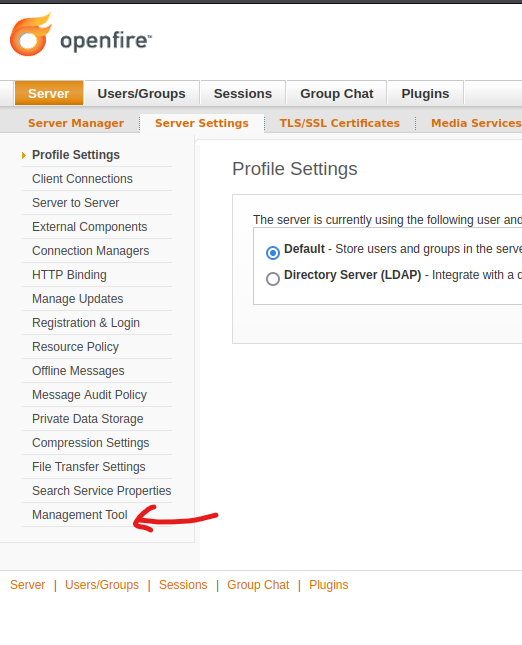 openfire™
Server Users/Groups Sessions Group Chat Plugins
Server Manager Server Settings TLS/SSL Certificates Media Services
Profile Settings
Client Connections
Server to Server
External Components
Connection Managers
HTTP Binding
Manage Updates
Registration & Login
Resource Policy
Offline Messages
Message Audit Policy
Private Data Storage
Compression Settings
File Transfer Settings
Search Service Properties
Management Tool
Profile Settings
The server is currently using the following user and
Default - Store users and groups in the serve
Directory Server (LDAP) - Integrate with a d
Server | Users/Groups | Sessions | Group Chat | Plugins